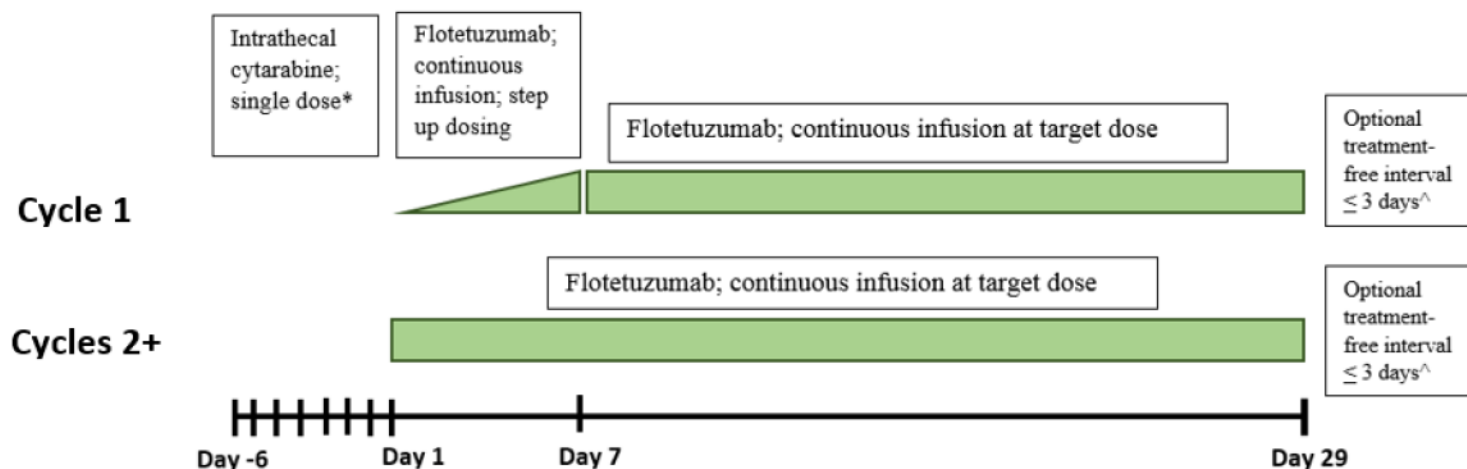 Intrathecal
cytarabine;
single dose*
Flotetuzumab;
continuous
infusion; step
up dosing
Flotetuzumab; continuous infusion at target dose
Optional
treatment-
free interval
≤ 3 days^
Cycle 1
Flotetuzumab; continuous infusion at target dose
Optional
treatment-
free interval
≤ 3 days^
Cycles 2+
Day -6
Day 1
Day 7
Day 29